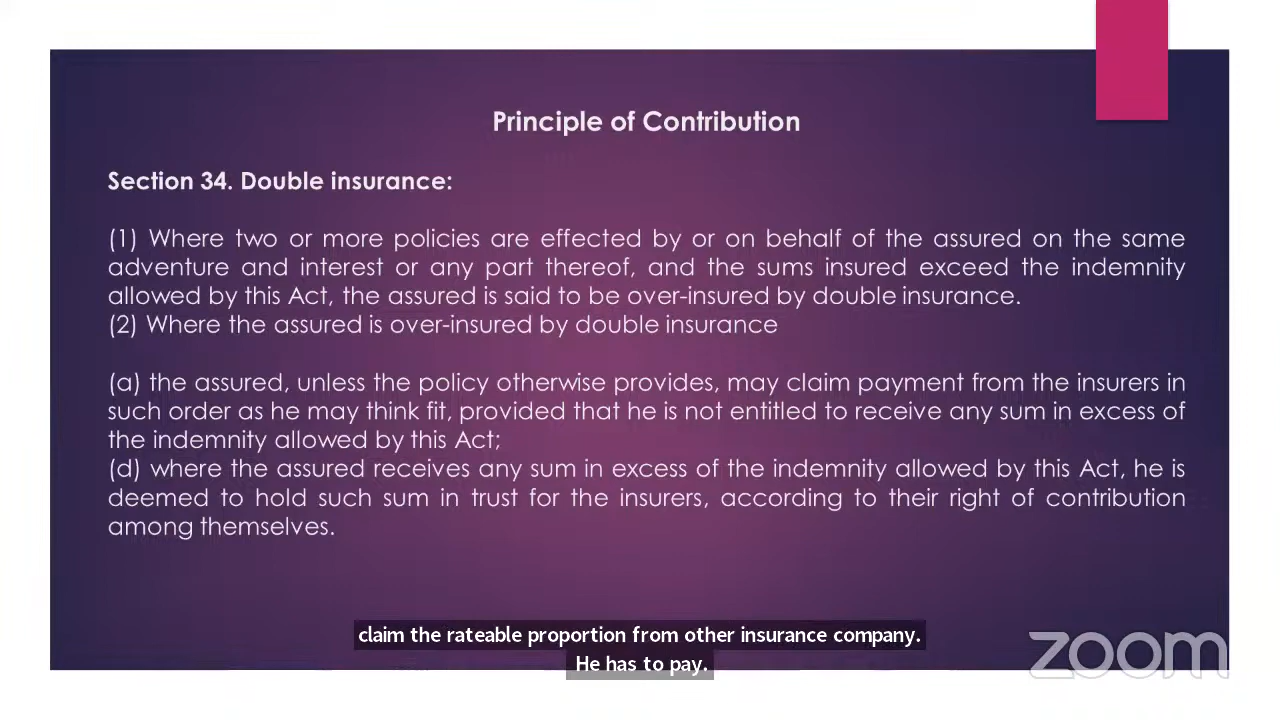 Principle of Contribution
Section 34. Double insurance:
(1) Where two or more policies are effected by or on behalf of the assured on the same
adventure and interest or any part thereof, and the sums insured exceed the indemnity
allowed by this Act, the assured is said to be over-insured by double insurance.
(2) Where the assured is over-insured by double insurance
(a) the assured, unless the policy otherwise provides, may claim payment from the insurers in
such order as he may think fit, provided that he is not entitled to receive any sum in excess of
the indemnity allowed by this Act;
(d) where the assured receives any sum in excess of the indemnity allowed by this Act, he is
deemed to hold such sum in trust for the insurers, according to their right of contribution
among themselves.
claim the rateable proportion from other insurance company.
He has to pay.
zoom